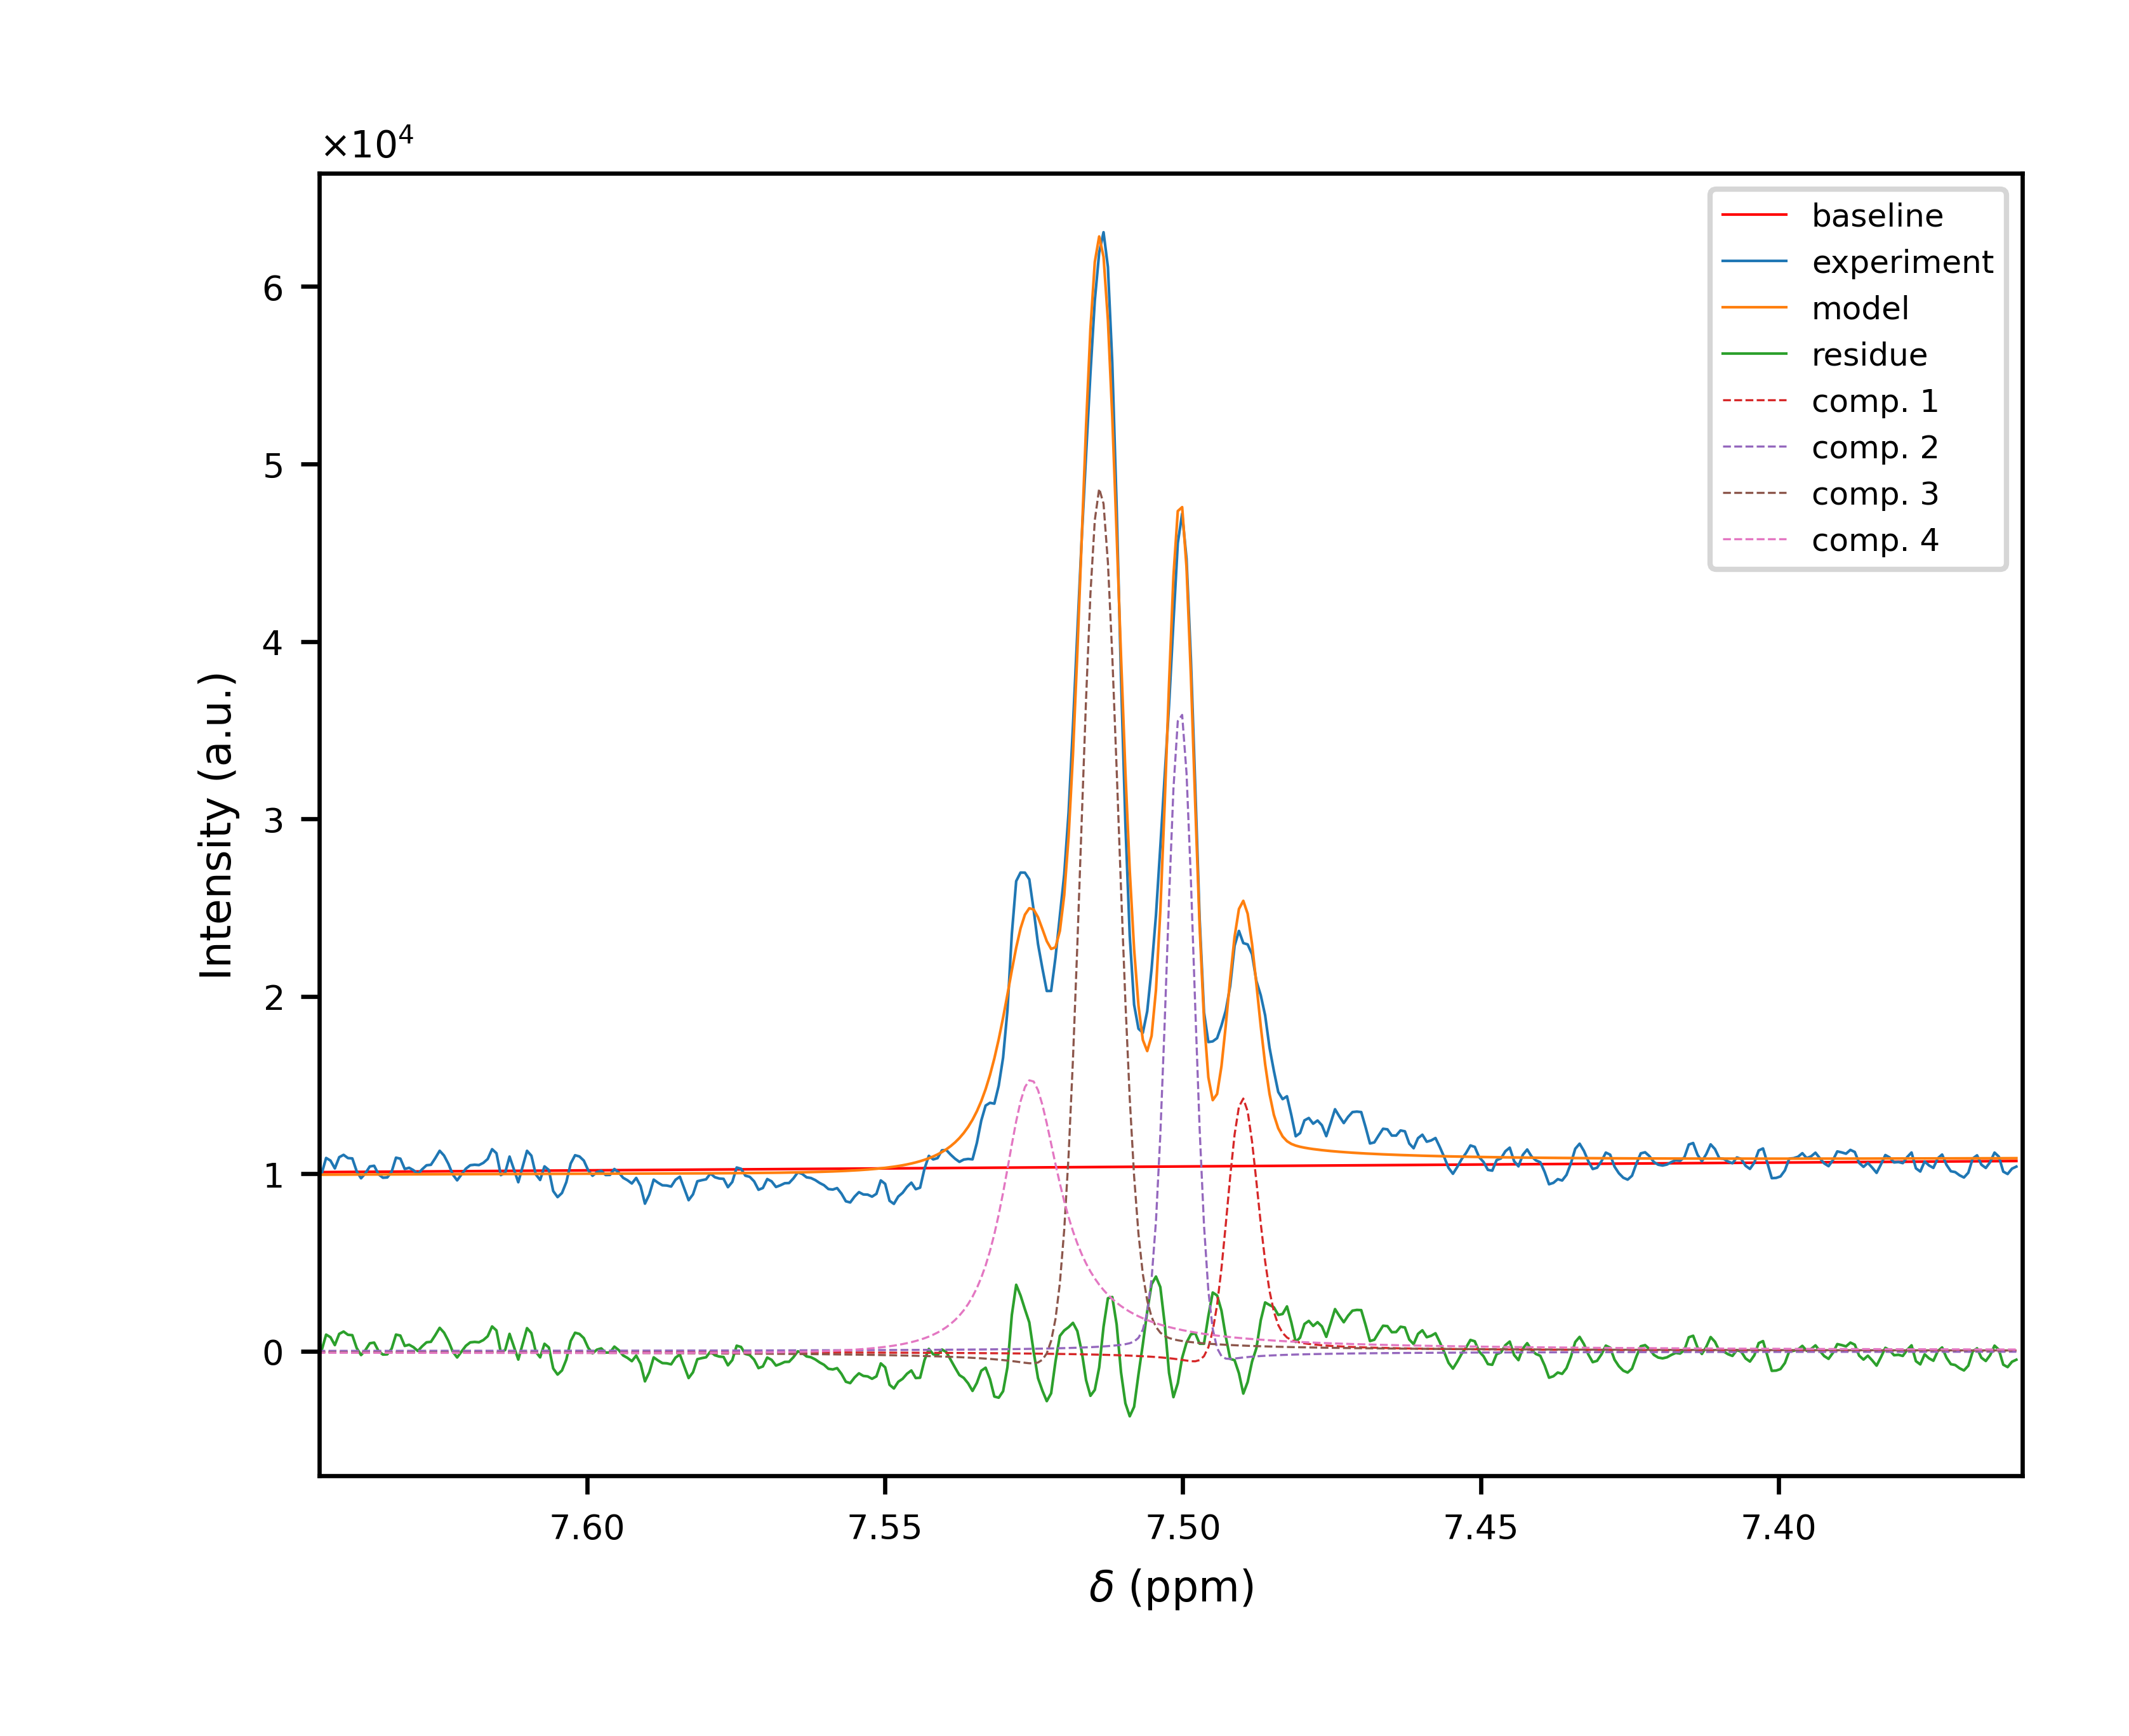 ×10⁴
baseline
experiment
model
residue
comp. 1
comp. 2
comp. 3
comp. 4
6
5
4
3
2
1
0
Intensity (a.u.)
7.60 7.55 7.50 7.45 7.40
δ (ppm)